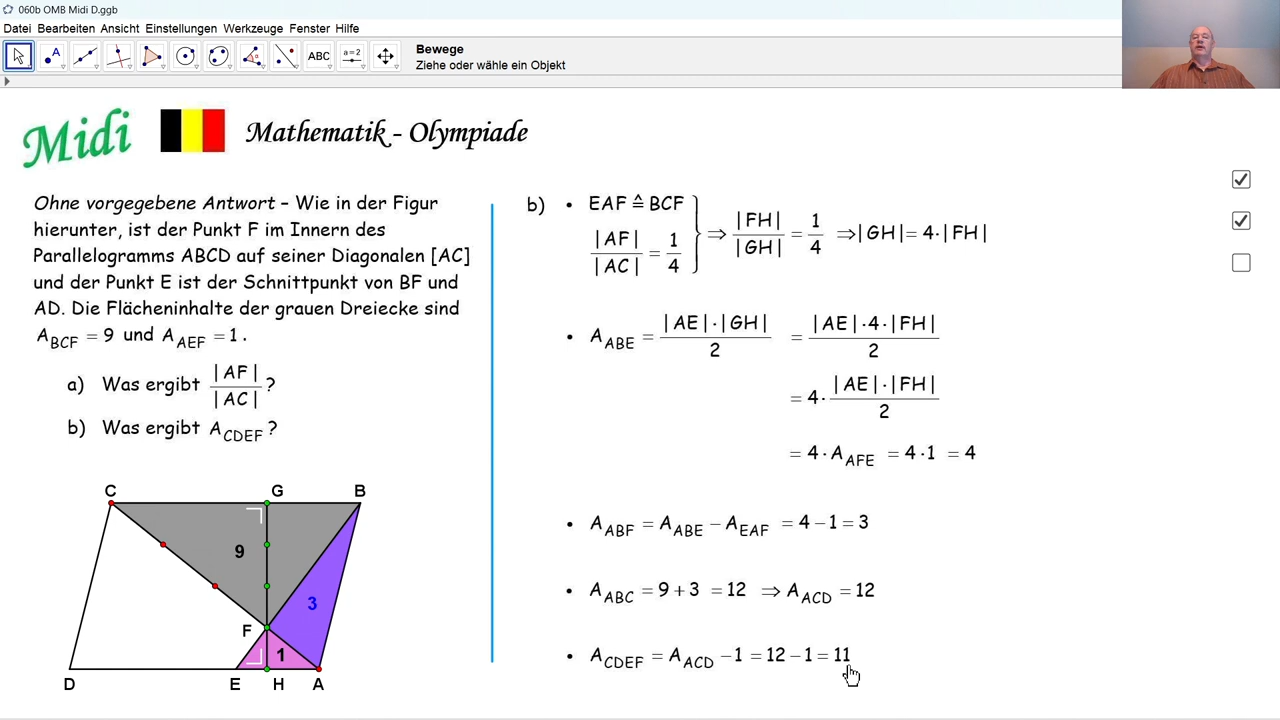 060b OMB Midi D.ggb
Datei Bearbeiten Ansicht Einstellungen Werkzeuge Fenster Hilfe
A ABC a=2
Bewege
Ziehe oder wähle ein Objekt
Midi
Mathematik - Olympiade
Ohne vorgegebene Antwort – Wie in der Figur
hierunter, ist der Punkt F im Innern des
Parallelogramms ABCD auf seiner Diagonalen [AC]
und der Punkt E ist der Schnittpunkt von BF und
AD. Die Flächeninhalte der grauen Dreiecke sind
A_BCF = 9 und A_AEF = 1 .
a) Was ergibt |AF| / |AC| ?
b) Was ergibt A_CDEF ?
C G B
9
3
F
1
D E H A
b) • EAF ≙ BCF
|AF| / |AC| = 1/4 ⇒ |FH| / |GH| = 1/4 ⇒ |GH| = 4·|FH|
• A_ABE = |AE|·|GH| / 2 = |AE|·4·|FH| / 2
= 4· |AE|·|FH| / 2
= 4·A_AFE = 4·1 = 4
• A_ABF = A_ABE – A_EAF = 4 – 1 = 3
• A_ABC = 9 + 3 = 12 ⇒ A_ACD = 12
• A_CDEF = A_ACD – 1 = 12 – 1 = 11